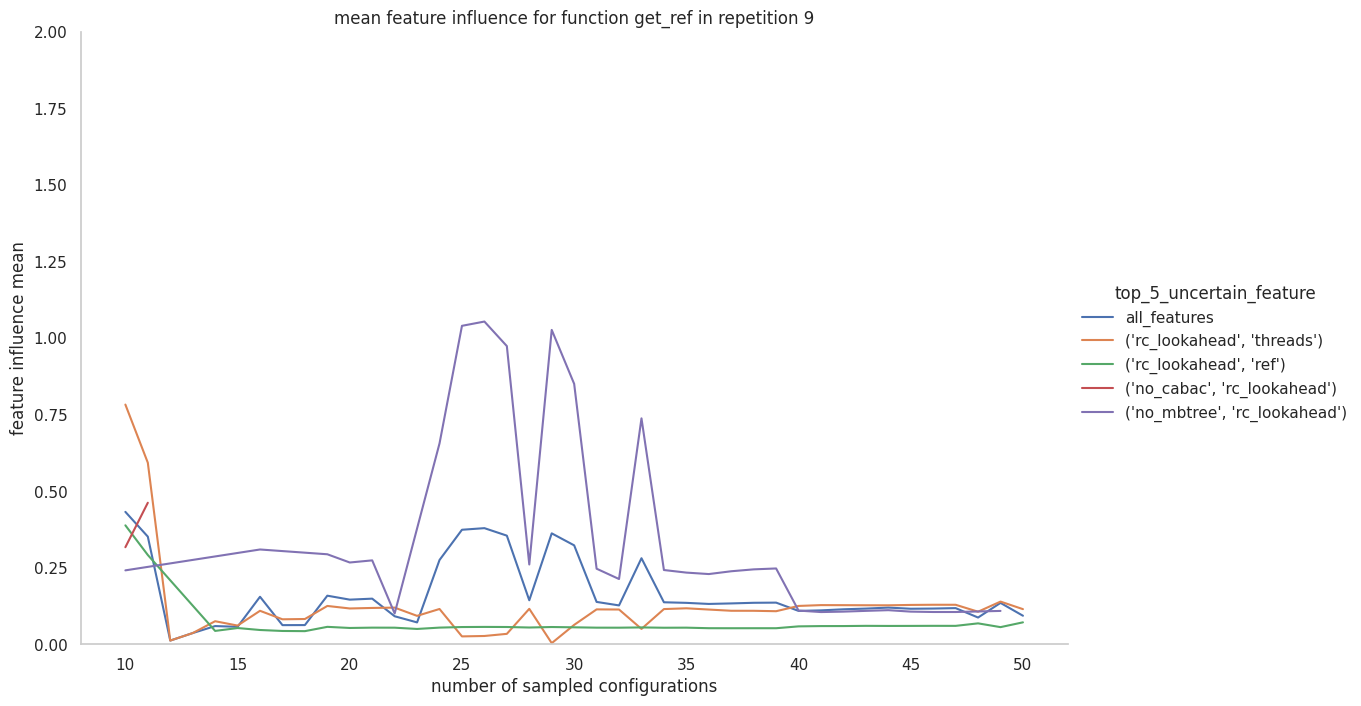 mean feature influence for function get_ref in repetition 9
2.00
1.75
1.50
1.25
1.00
0.75
0.50
0.25
0.00
feature influence mean
10 15 20 25 30 35 40 45 50
number of sampled configurations
top_5_uncertain_feature
all_features
('rc_lookahead', 'threads')
('rc_lookahead', 'ref')
('no_cabac', 'rc_lookahead')
('no_mbtree', 'rc_lookahead')